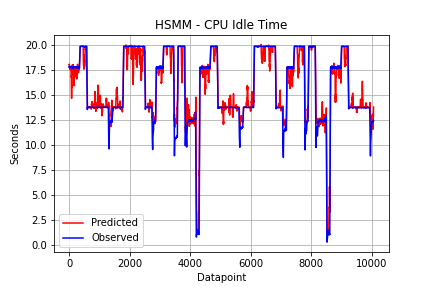 HSMM - CPU Idle Time
20.0
17.5
15.0
12.5
10.0
7.5
5.0
2.5
0.0
Seconds
Predicted
Observed
0 2000 4000 6000 8000 10000
Datapoint